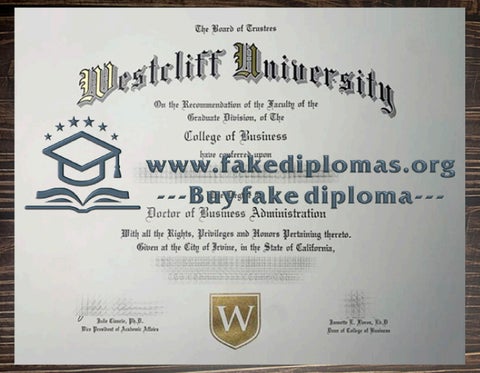 The Board of Trustees
Westcliff University
On the Recommendation of the Faculty of the
Graduate Division, of The
College of Business
have conferred upon
www.fakediplomas.org
---Buy fake diploma---
Doctor of Business Administration
With all the Rights, Privileges and Honors Pertaining thereto.
Given at the City of Irvine, in the State of California,
Ph.D.
Vice President of Academic Affairs
W
Ed.D
Dean of College of Business